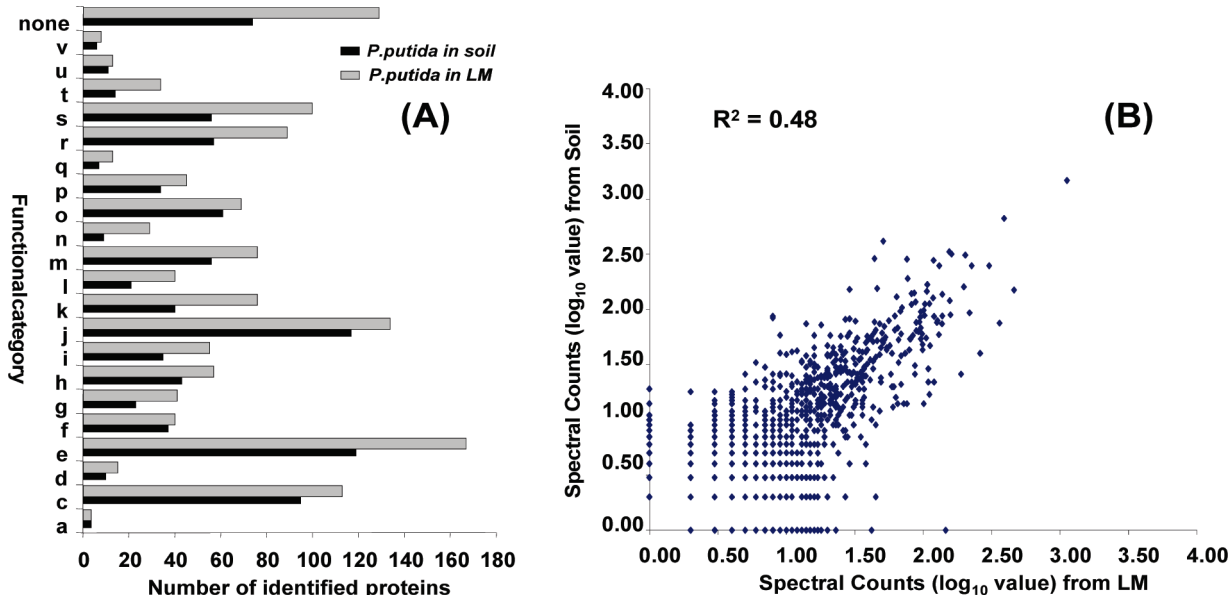 none
v
u
t
s
r
q
p
o
n
m
l
k
j
i
h
g
f
e
d
c
a
Functionalcategory
0 20 40 60 80 100 120 140 160 180
Number of identified proteins
P.putida in soil
P.putida in LM
(A)
R² = 0.48
(B)
Spectral Counts (log₁₀ value) from Soil
4.00
3.50
3.00
2.50
2.00
1.50
1.00
0.50
0.00
0.00 0.50 1.00 1.50 2.00 2.50 3.00 3.50 4.00
Spectral Counts (log₁₀ value) from LM